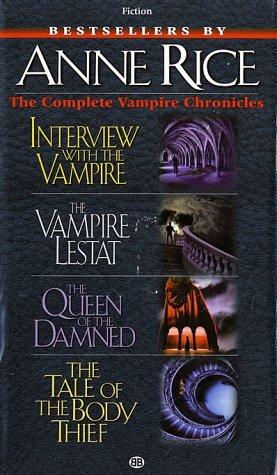 Fiction
BESTSELLERS BY
ANNE RICE
The Complete Vampire Chronicles
INTERVIEW
WITH THE
VAMPIRE
THE
VAMPIRE
LESTAT
THE
QUEEN
OF THE
DAMNED
THE
TALE OF
THE BODY
THIEF
BB